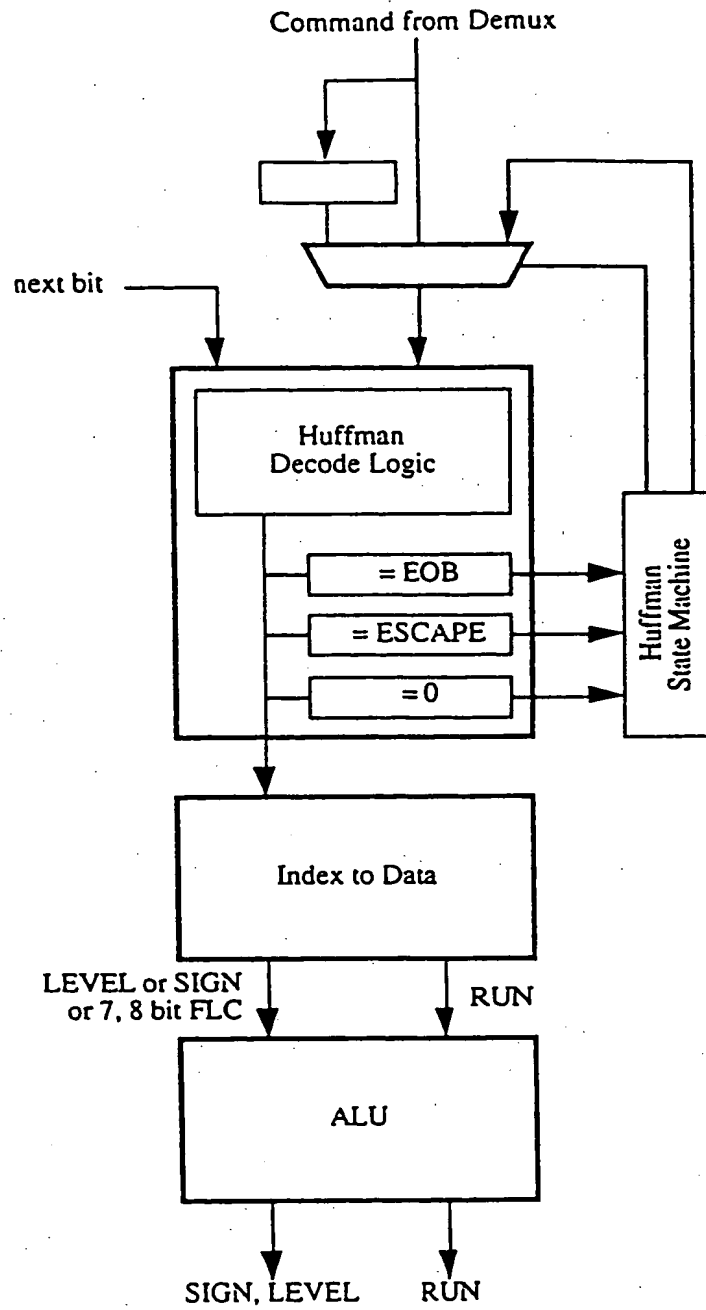 Command from Demux
next bit
Huffman
Decode Logic
= EOB
= ESCAPE
= 0
Huffman
State Machine
Index to Data
LEVEL or SIGN
or 7, 8 bit FLC
RUN
ALU
SIGN, LEVEL
RUN